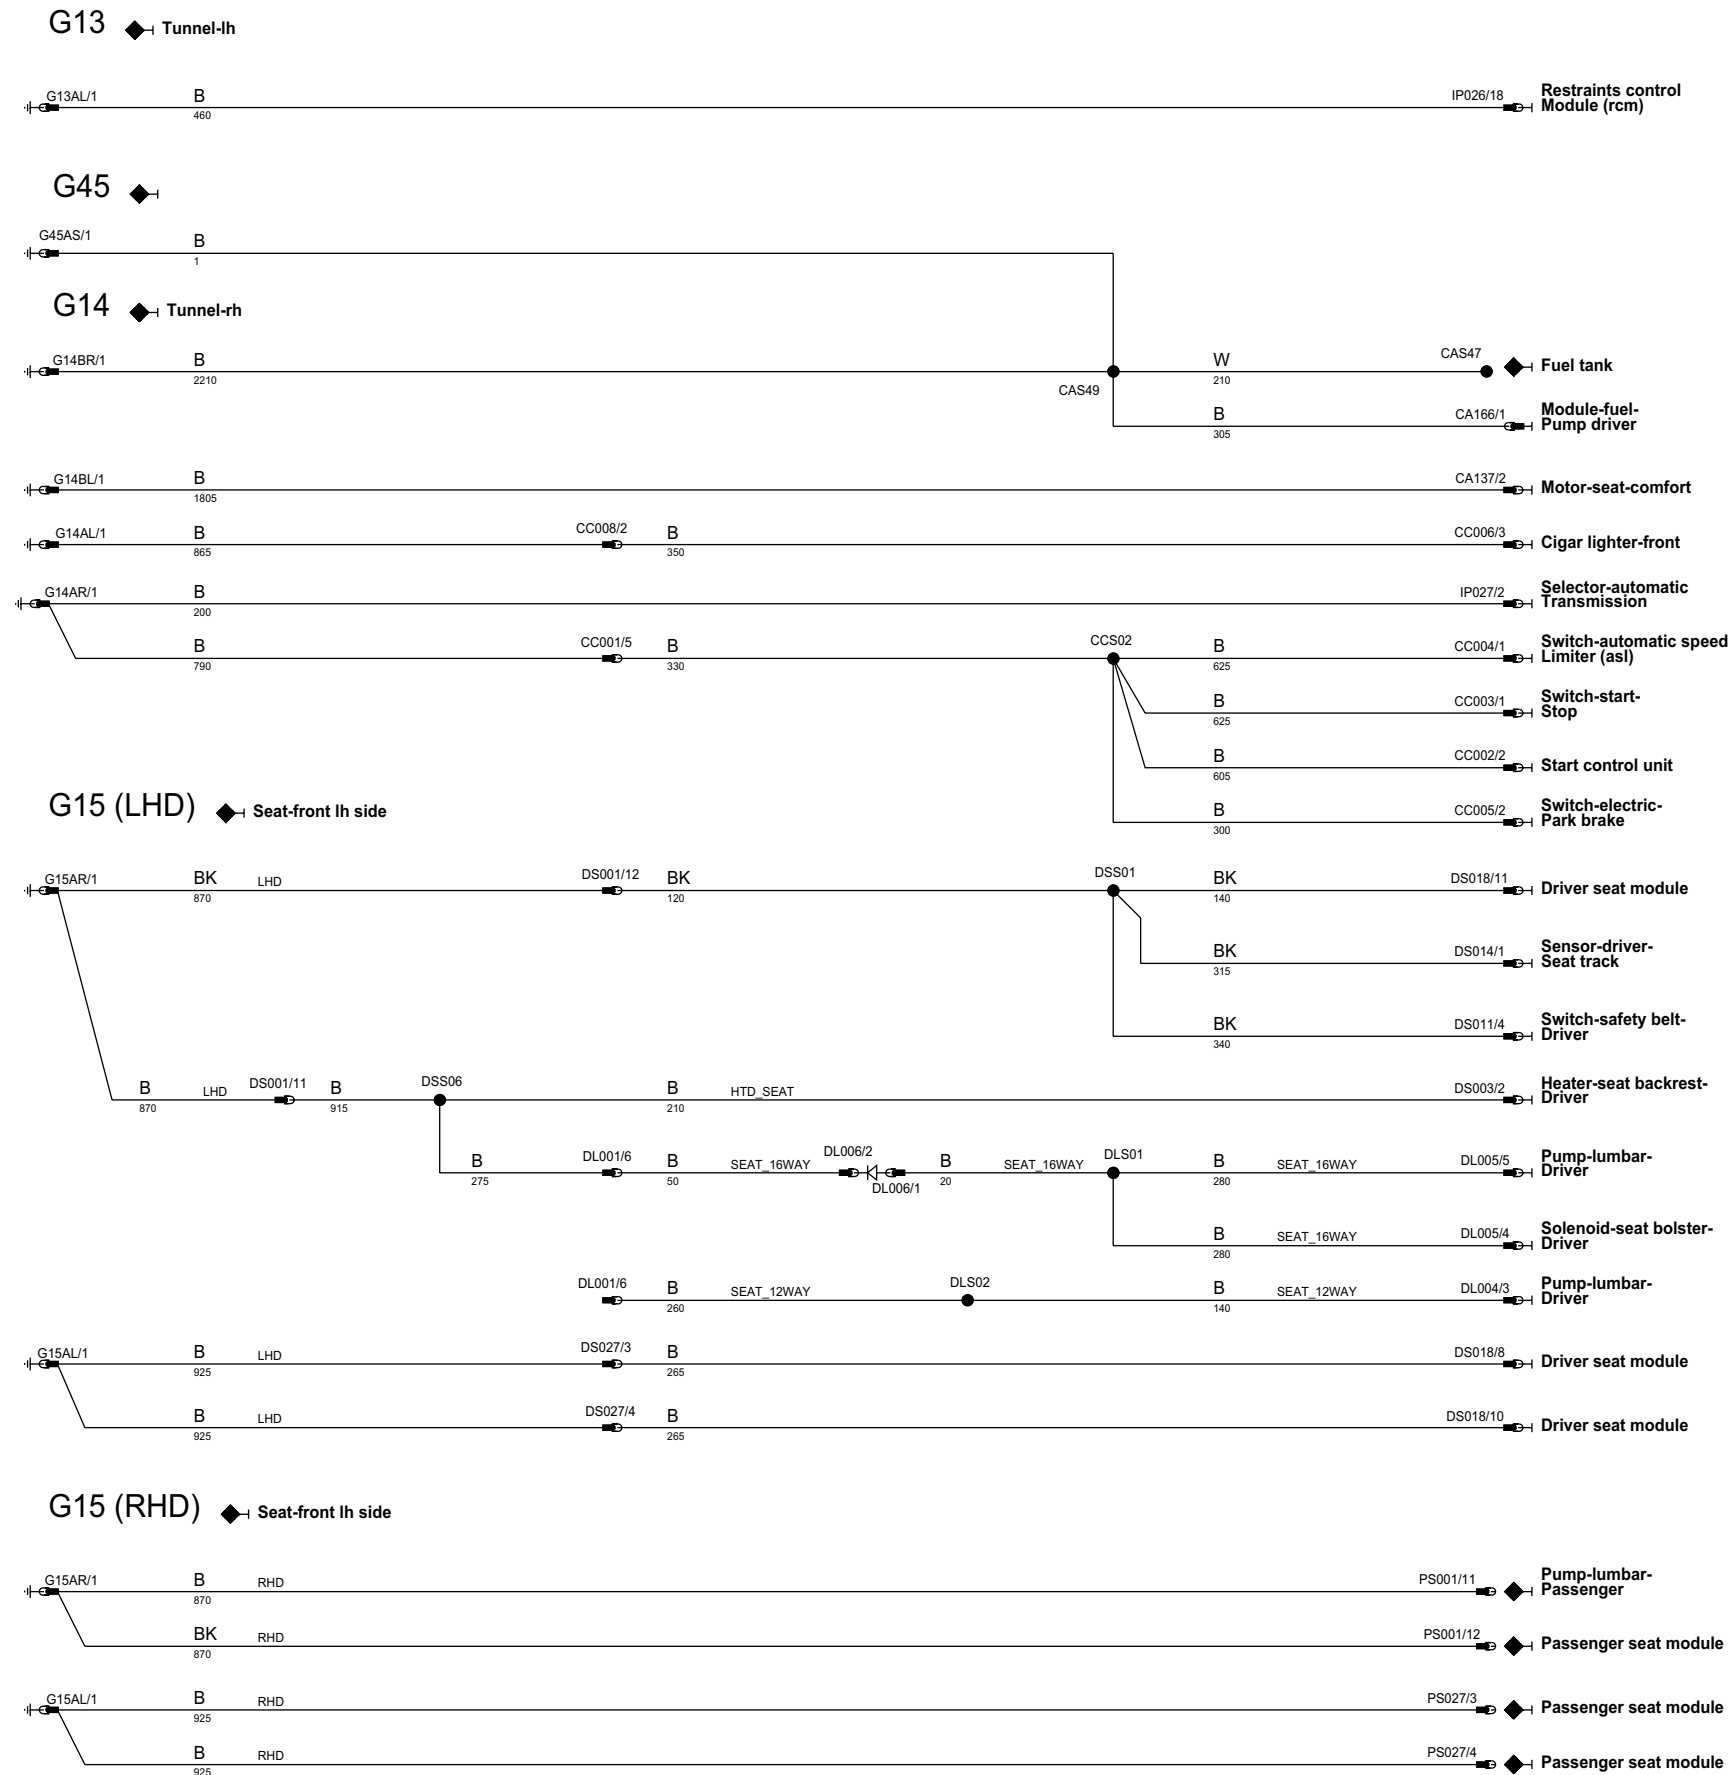 G13 Tunnel-lh
G13AL/1 B IP026/18 Restraints control
460 Module (rcm)
G45
G45AS/1 B
1
G14 Tunnel-rh
G14BR/1 B W CAS47 Fuel tank
2210 CAS49 210
B CA166/1 Module-fuel-
305 Pump driver
G14BL/1 B CA137/2 Motor-seat-comfort
1805
G14AL/1 B CC008/2 B CC006/3 Cigar lighter-front
865 350
G14AR/1 B IP027/2 Selector-automatic
200 Transmission
B CC001/5 B CCS02 B CC004/1 Switch-automatic speed
790 330 625 Limiter (asl)
B CC003/1 Switch-start-
625 Stop
B CC002/2 Start control unit
605
G15 (LHD) Seat-front lh side
B CC005/2 Switch-electric-
300 Park brake
G15AR/1 BK LHD DS001/12 BK DSS01 BK DS018/11 Driver seat module
870 120 140
BK DS014/1 Sensor-driver-
315 Seat track
BK DS011/4 Switch-safety belt-
340 Driver
B LHD DS001/11 B DSS06 B HTD_SEAT DS003/2 Heater-seat backrest-
870 915 210 Driver
B DL001/6 B SEAT_16WAY DL006/2 B SEAT_16WAY DLS01 B SEAT_16WAY DL005/5 Pump-lumbar-
275 50 DL006/1 20 280 Driver
B SEAT_16WAY DL005/4 Solenoid-seat bolster-
280 Driver
DL001/6 B SEAT_12WAY DLS02 B SEAT_12WAY DL004/3 Pump-lumbar-
260 140 Driver
G15AL/1 B LHD DS027/3 B DS018/8 Driver seat module
925 265
B LHD DS027/4 B DS018/10 Driver seat module
925 265
G15 (RHD) Seat-front lh side
G15AR/1 B RHD PS001/11 Pump-lumbar-
870 Passenger
BK RHD PS001/12 Passenger seat module
870
G15AL/1 B RHD PS027/3 Passenger seat module
925
B RHD PS027/4 Passenger seat module
925